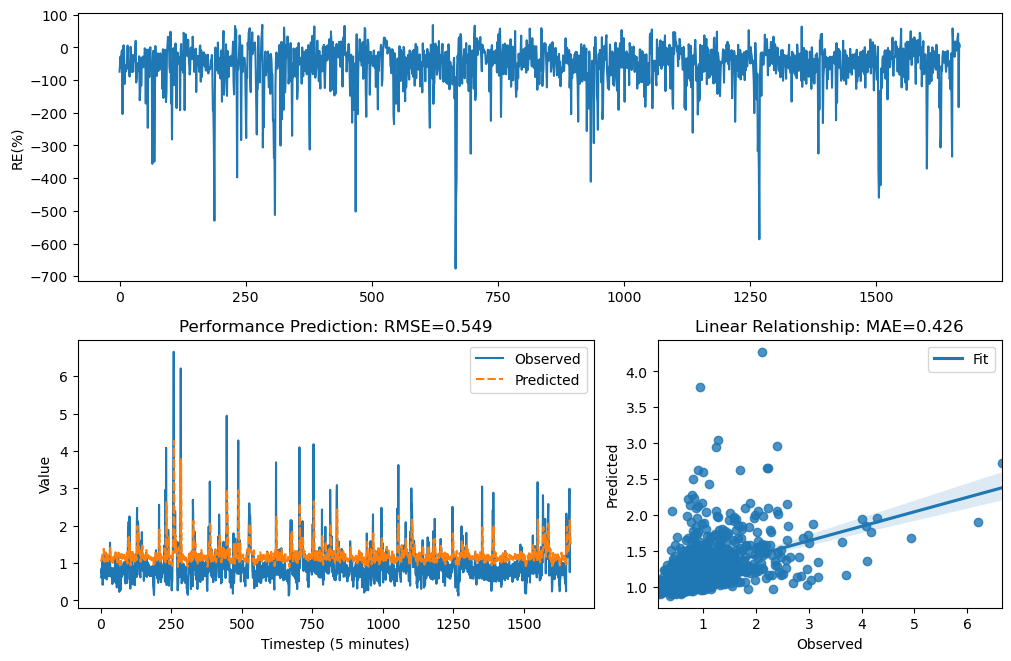 RE(%)
100
0
−100
−200
−300
−400
−500
−600
−700
0 250 500 750 1000 1250 1500
Performance Prediction: RMSE=0.549
Observed
Predicted
Value
6
5
4
3
2
1
0
0 250 500 750 1000 1250 1500
Timestep (5 minutes)
Linear Relationship: MAE=0.426
Fit
Predicted
4.0
3.5
3.0
2.5
2.0
1.5
1.0
1 2 3 4 5 6
Observed